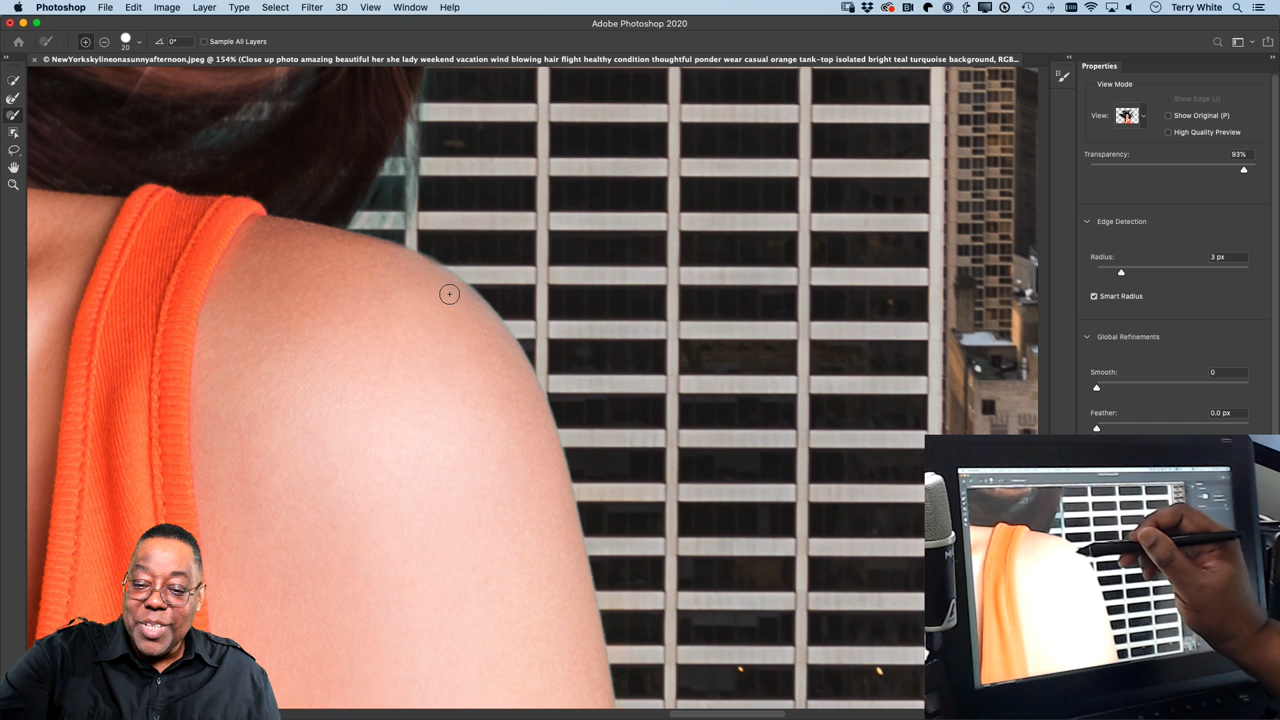 Photoshop File Edit Image Layer Type Select Filter 3D View Window Help Terry White
Adobe Photoshop 2020
20 0° Sample All Layers
× © NewYorkskylineonasunnyafternoon.jpeg @ 154% (Close up photo amazing beautiful her she lady weekend vacation wind blowing hair flight healthy condition thoughtful ponder wear casual orange tank-top isolated bright teal turquoise background, RGB...
Properties
View Mode
View:
Show Edge (J)
Show Original (P)
High Quality Preview
Transparency: 93%
Edge Detection
Radius: 3 px
Smart Radius
Global Refinements
Smooth: 0
Feather: 0.0 px